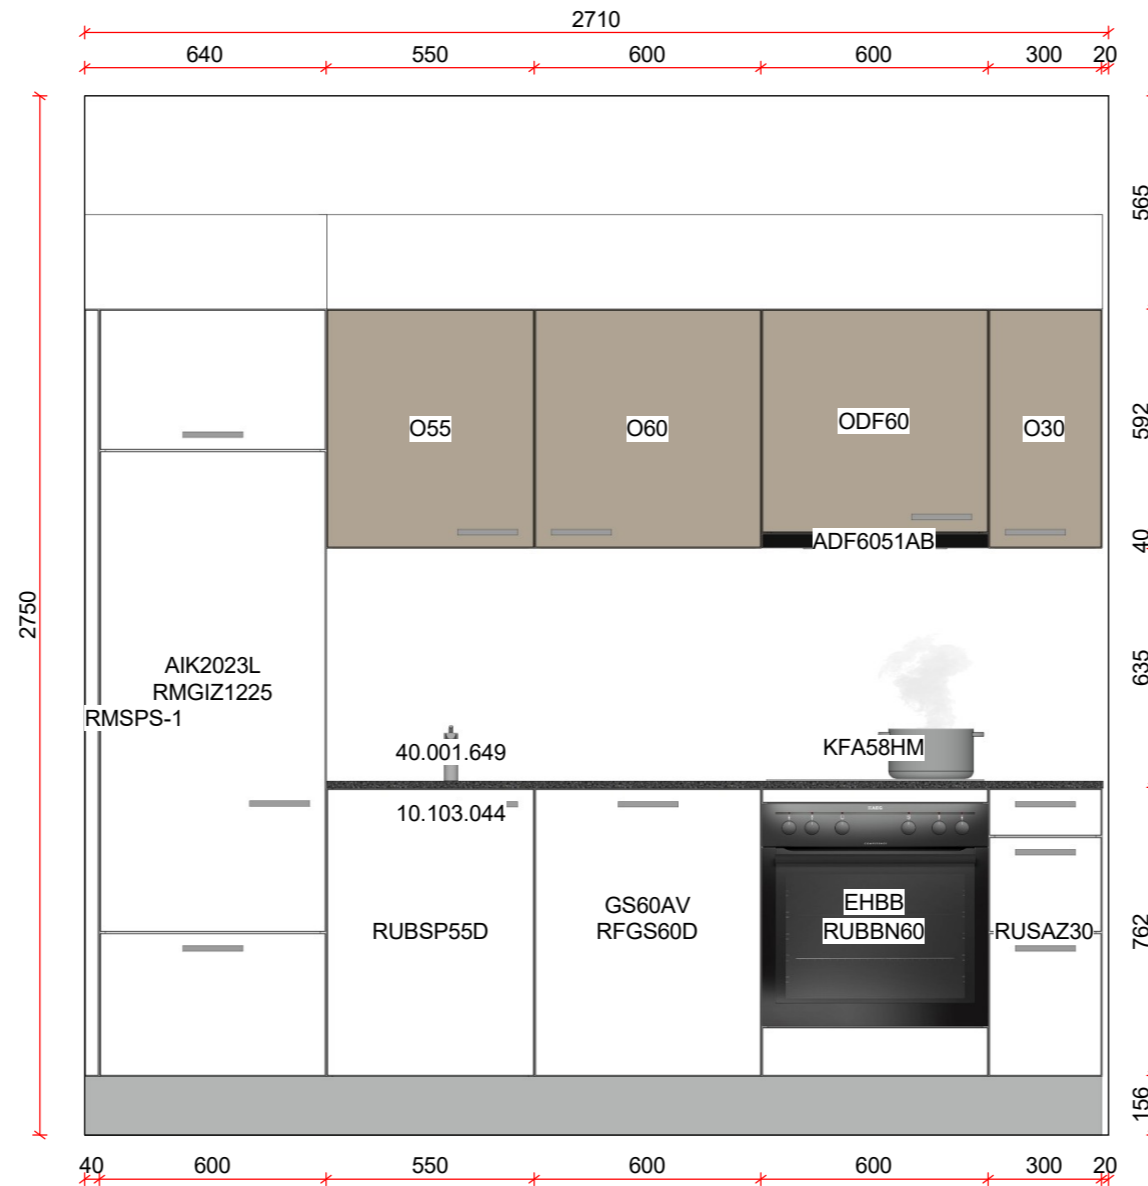 2710
640 550 600 600 300 20
565
O55 O60 ODF60 O30
592
ADF6051AB
40
2750
AIK2023L
RMGIZ1225
635
RMSPS-1
40.001.649
KFA58HM
10.103.044
GS60AV
RFGS60D
EHBB
RUBBN60
RUBSP55D
RUSAZ30
762
156
40 600 550 600 600 300 20